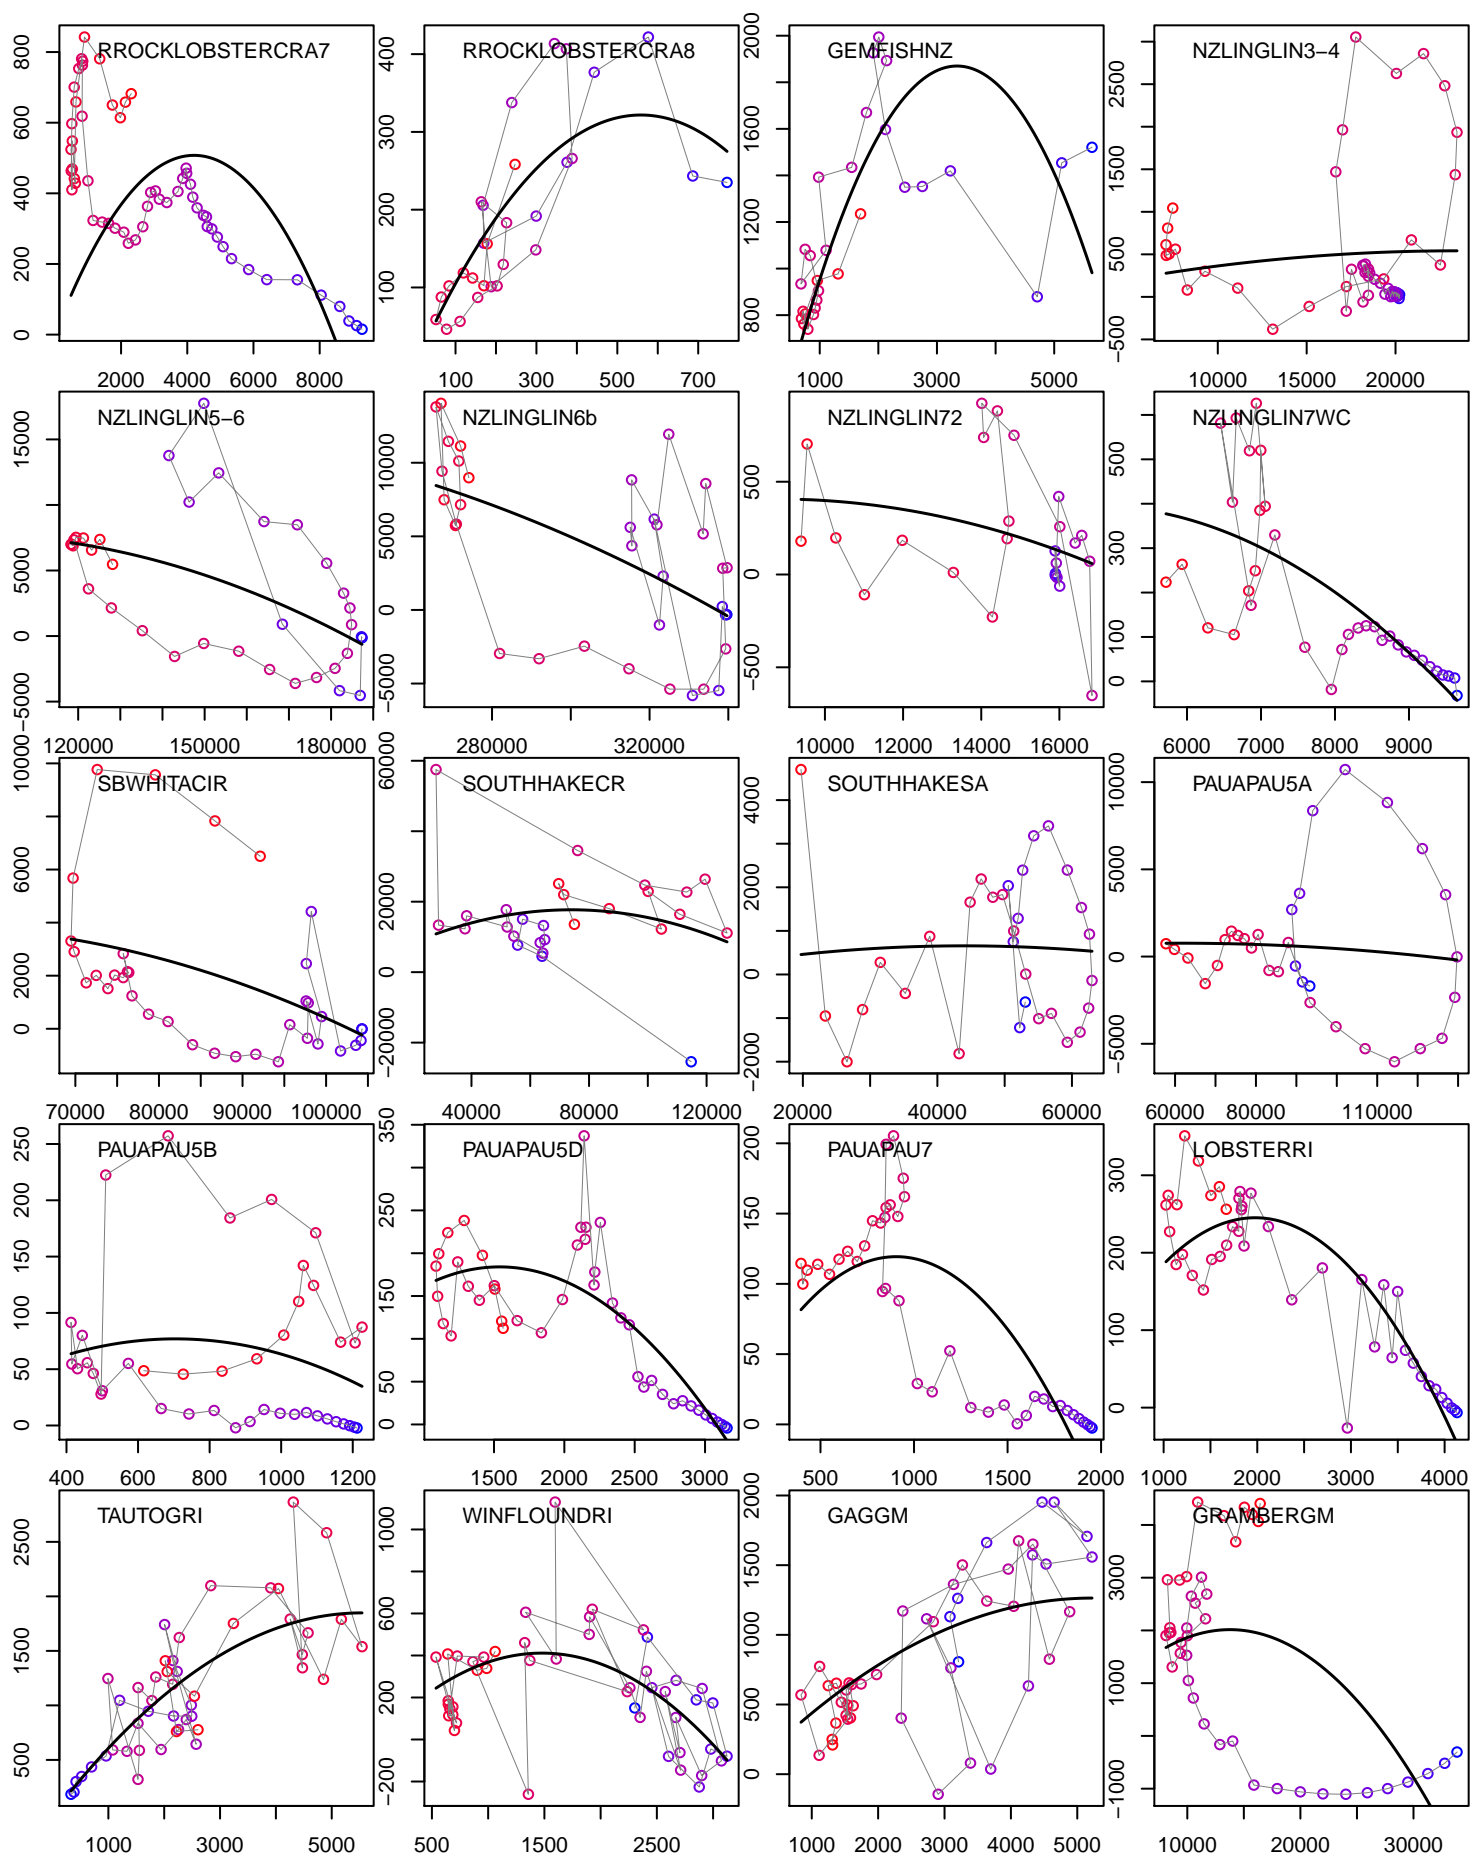 RROCKLOBSTERCRA7 RROCKLOBSTERCRA8 GEMFISHNZ NZLINGLIN3−4
0 200 400 600 800
100 200 300 400
800 1200 1600 2000
−500 500 1500 2500
2000 4000 6000 8000
100 300 500 700
1000 3000 5000
10000 15000 20000
NZLINGLIN5−6 NZLINGLIN6b NZLINGLIN72 NZLINGLIN7WC
−5000 0 5000 15000
−5000 0 5000 10000
−500 0 500
0 100 300 500
120000 150000 180000
280000 320000
10000 12000 14000 16000
6000 7000 8000 9000
SBWHITACIR SOUTHHAKECR SOUTHHAKESA PAUAPAU5A
0 2000 6000 10000
−20000 0 20000 60000
−2000 0 2000 4000
−5000 0 5000 10000
70000 80000 90000 100000
40000 80000 120000
20000 40000 60000
60000 80000 110000
PAUAPAU5B PAUAPAU5D PAUAPAU7 LOBSTERRI
0 50 100 150 200 250
0 50 150 250 350
0 50 100 150 200
0 100 200 300
400 600 800 1000 1200
1500 2000 2500 3000
500 1000 1500 2000
1000 2000 3000 4000
TAUTOGRI WINFLOUNDRI GAGGM GRAMBERGM
500 1500 2500
−200 200 600 1000
0 500 1000 1500 2000
−1000 1000 3000
1000 3000 5000
500 1500 2500
1000 2000 3000 4000 5000
10000 20000 30000